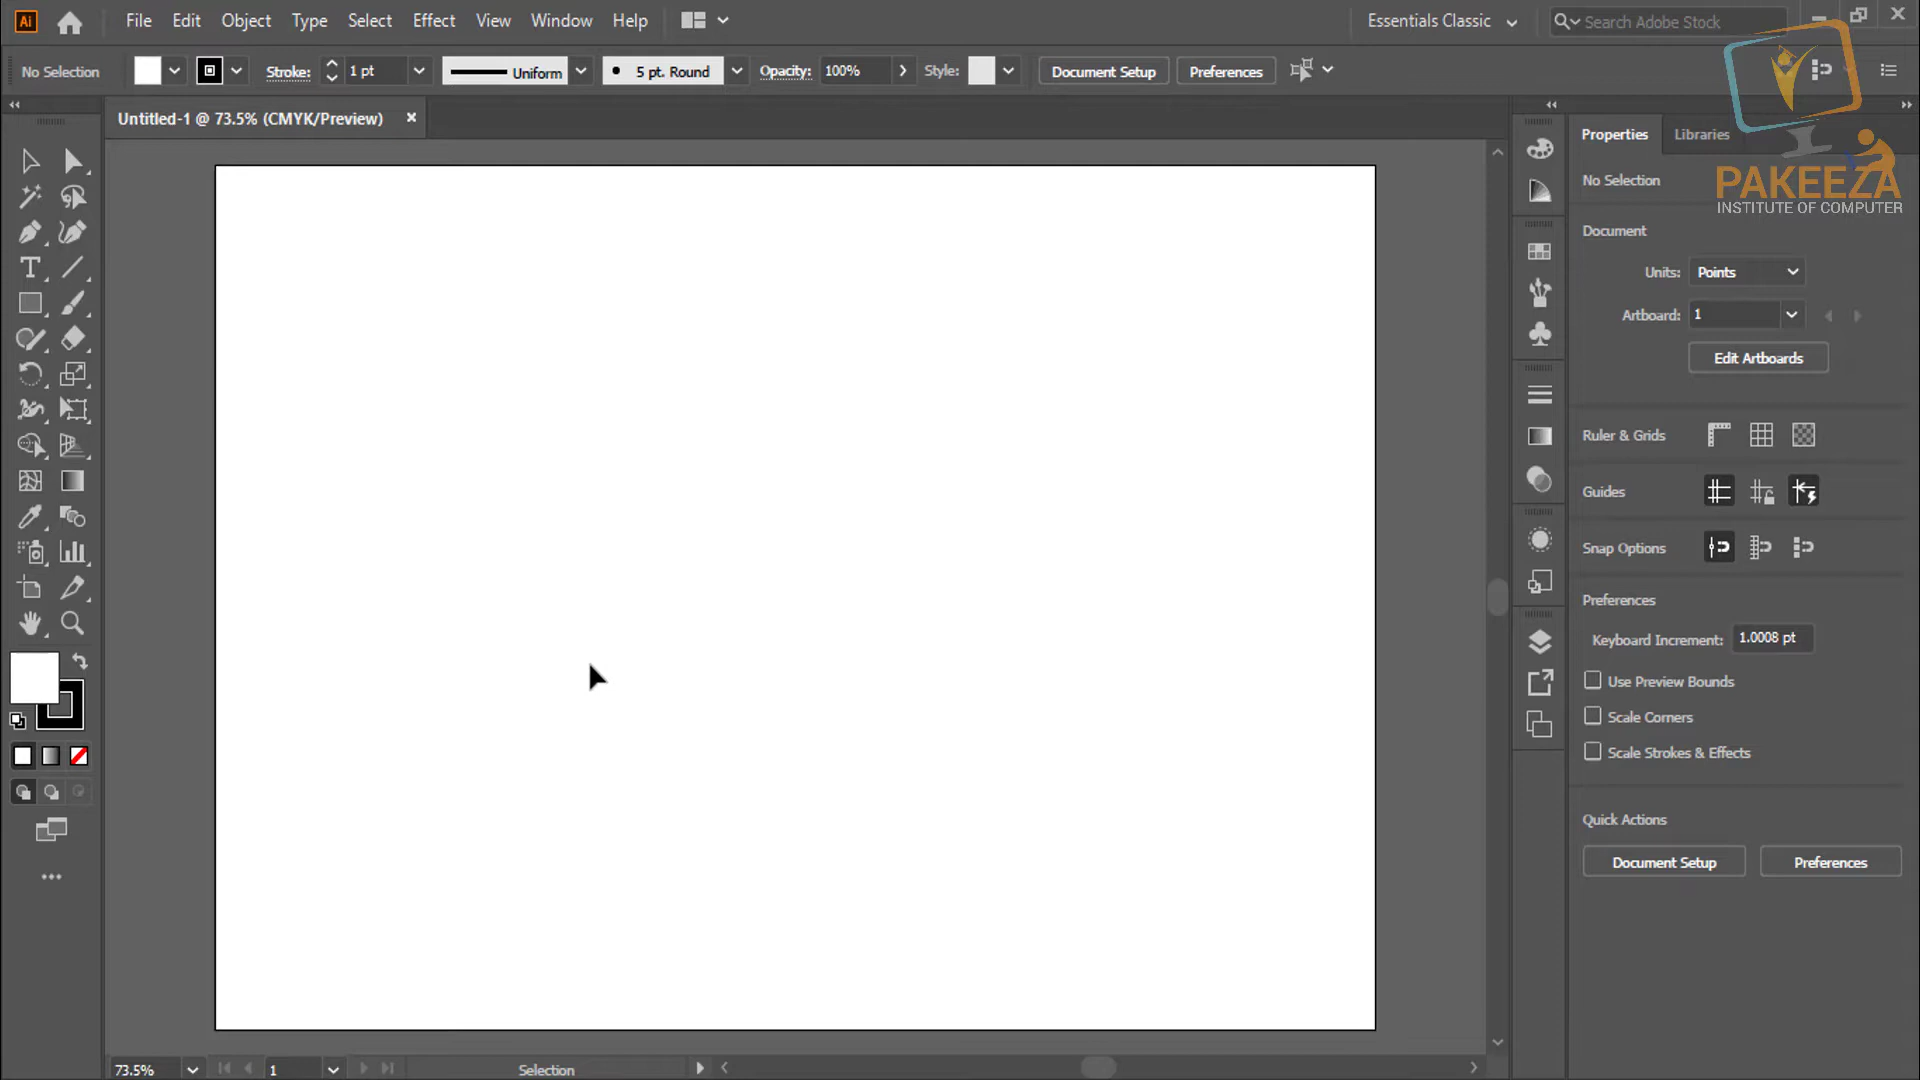 Ai File Edit Object Type Select Effect View Window Help Essentials Classic Search Adobe Stock
No Selection Stroke: 1 pt Uniform 5 pt. Round Opacity: 100% Style: Document Setup Preferences
Untitled-1 @ 73.5% (CMYK/Preview)
Properties Libraries
PAKEEZA
INSTITUTE OF COMPUTER
No Selection
Document
Units: Points
Artboard: 1
Edit Artboards
Ruler & Grids
Guides
Snap Options
Preferences
Keyboard Increment: 1.0008 pt
Use Preview Bounds
Scale Corners
Scale Strokes & Effects
Quick Actions
Document Setup Preferences
73.5% 1 Selection